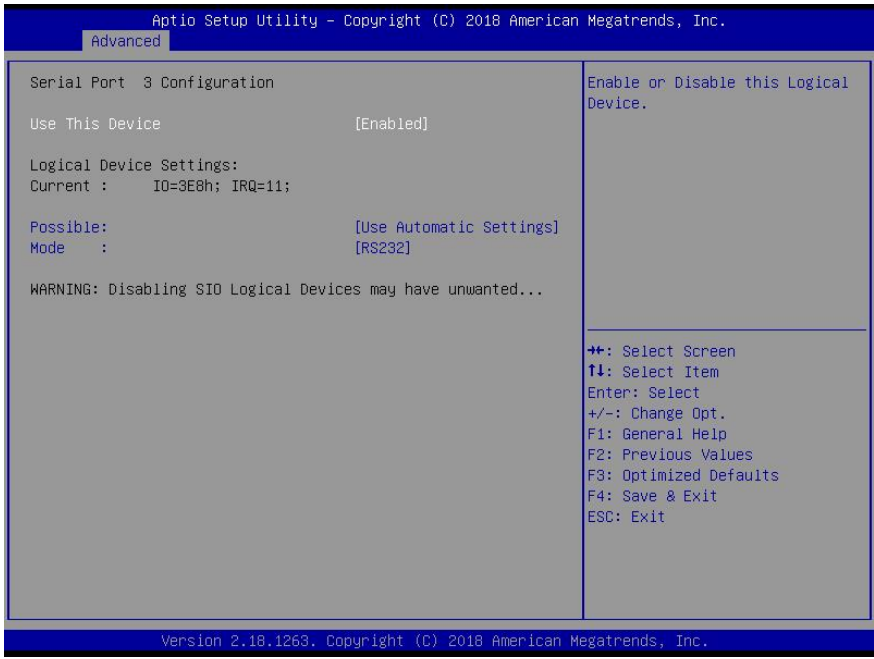 Aptio Setup Utility – Copyright (C) 2018 American Megatrends, Inc.
Advanced
Serial Port  3 Configuration
Use This Device [Enabled]
Logical Device Settings:
Current :  IO=3E8h; IRQ=11;
Possible: [Use Automatic Settings]
Mode : [RS232]
WARNING: Disabling SIO Logical Devices may have unwanted...
Enable or Disable this Logical
Device.
→←: Select Screen
↑↓: Select Item
Enter: Select
+/-: Change Opt.
F1: General Help
F2: Previous Values
F3: Optimized Defaults
F4: Save & Exit
ESC: Exit
Version 2.18.1263. Copyright (C) 2018 American Megatrends, Inc.